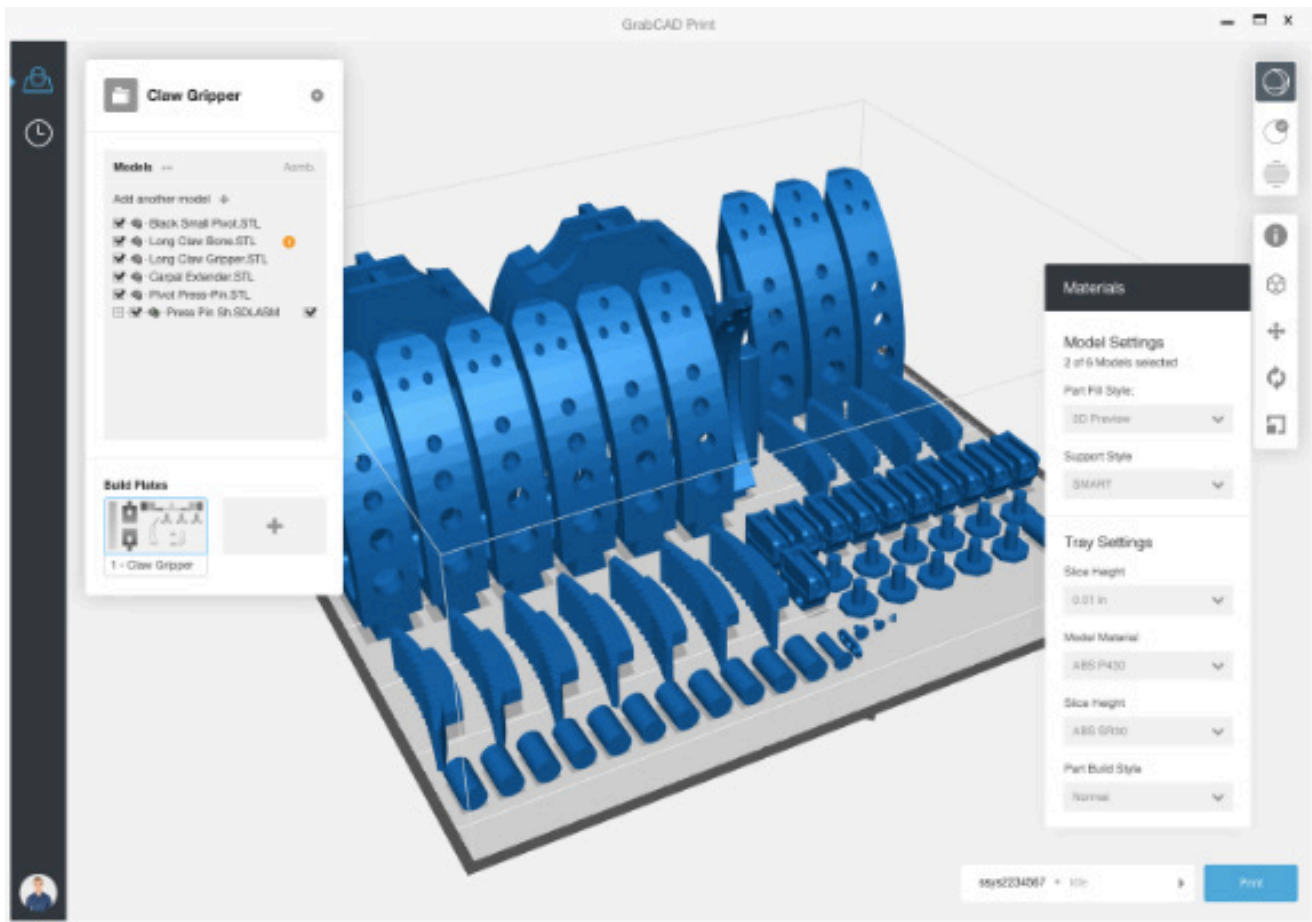 GrabCAD Print
Claw Gripper
Models ··· Asmb.
Add another model +
Black Small Pivot.STL
Long Claw Bone.STL
Long Claw Gripper.STL
Carpal Extender.STL
Pivot Press-Pin.STL
Press Pin Sh.SDLASM
Build Plates
1 - Claw Gripper
Materials
Model Settings
2 of 6 Models selected
Part Fill Style:
3D Preview
Support Style
SMART
Tray Settings
Slice Height
0.01 in
Model Material
ABS P430
Slice Height
ABS SR30
Part Build Style
Normal
ssys2234567 • Idle
Print